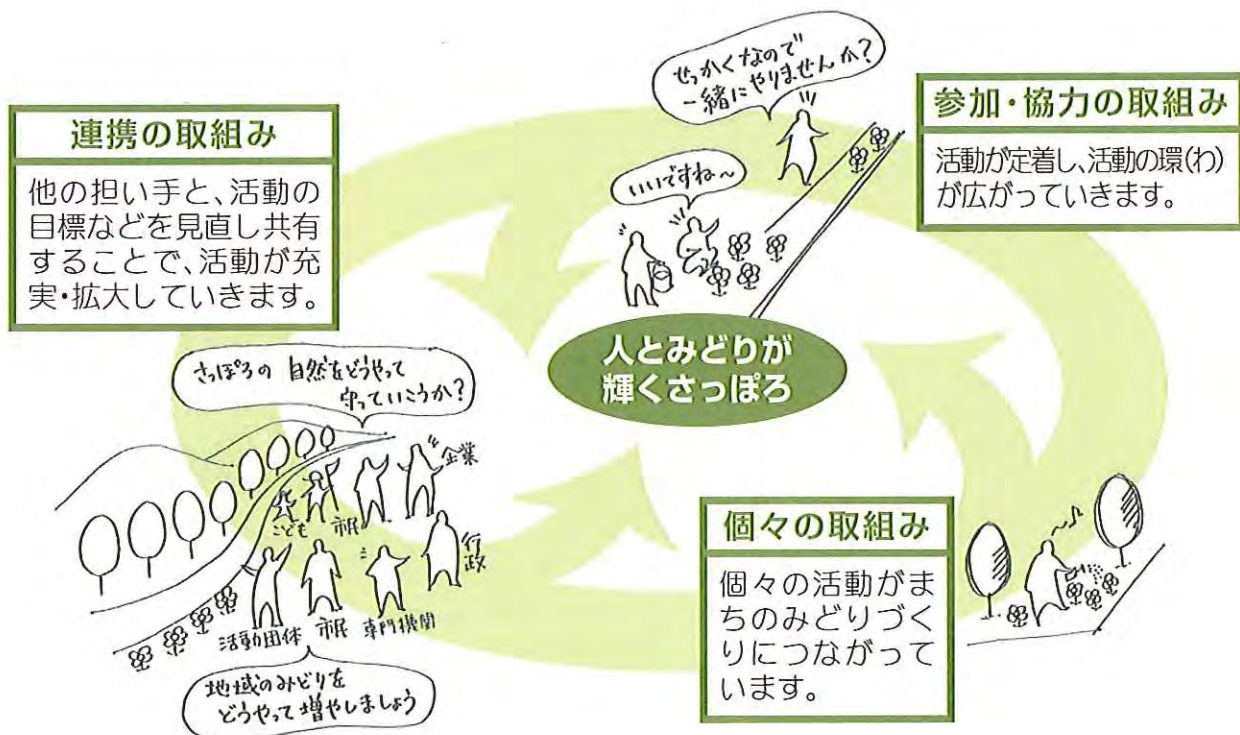 せっかくなので
一緒にやりませんか?
いいですね〜
参加・協力の取組み
活動が定着し、活動の環(わ)
が広がっていきます。
連携の取組み
他の担い手と、活動の
目標などを見直し共有
することで、活動が充
実・拡大していきます。
人とみどりが
輝くさっぽろ
さっぽろの 自然をどうやって
守っていこうか?
企業
こども
市民
行政
活動団体
市民
専門機関
地域のみどりを
どうやって増やしましょう
個々の取組み
個々の活動がま
ちのみどりづく
りにつながって
います。